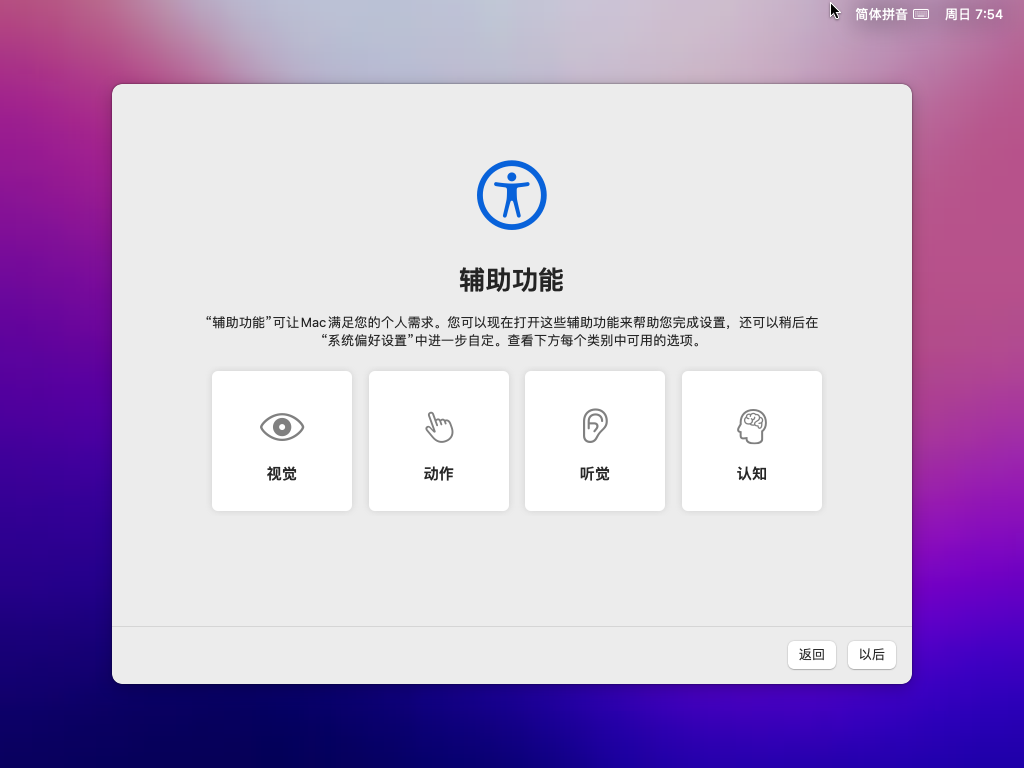 简体拼音 周日 7:54
辅助功能
“辅助功能”可让 Mac 满足您的个人需求。您可以现在打开这些辅助功能来帮助您完成设置，还可以稍后在
“系统偏好设置”中进一步自定。查看下方每个类别中可用的选项。
视觉
动作
听觉
认知
返回
以后